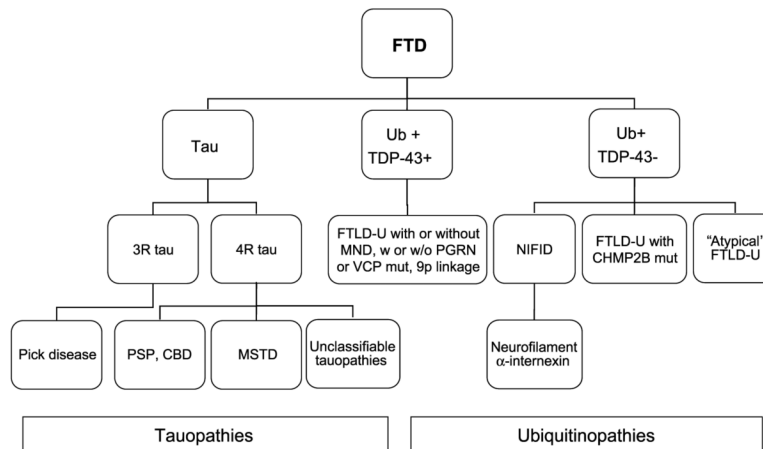 FTD
Tau
Ub +
TDP-43+
Ub+
TDP-43-
3R tau
4R tau
FTLD-U with or without
MND, w or w/o PGRN
or VCP mut, 9p linkage
NIFID
FTLD-U with
CHMP2B mut
"Atypical"
FTLD-U
Pick disease
PSP, CBD
MSTD
Unclassifiable
tauopathies
Neurofilament
α-internexin
Tauopathies
Ubiquitinopathies